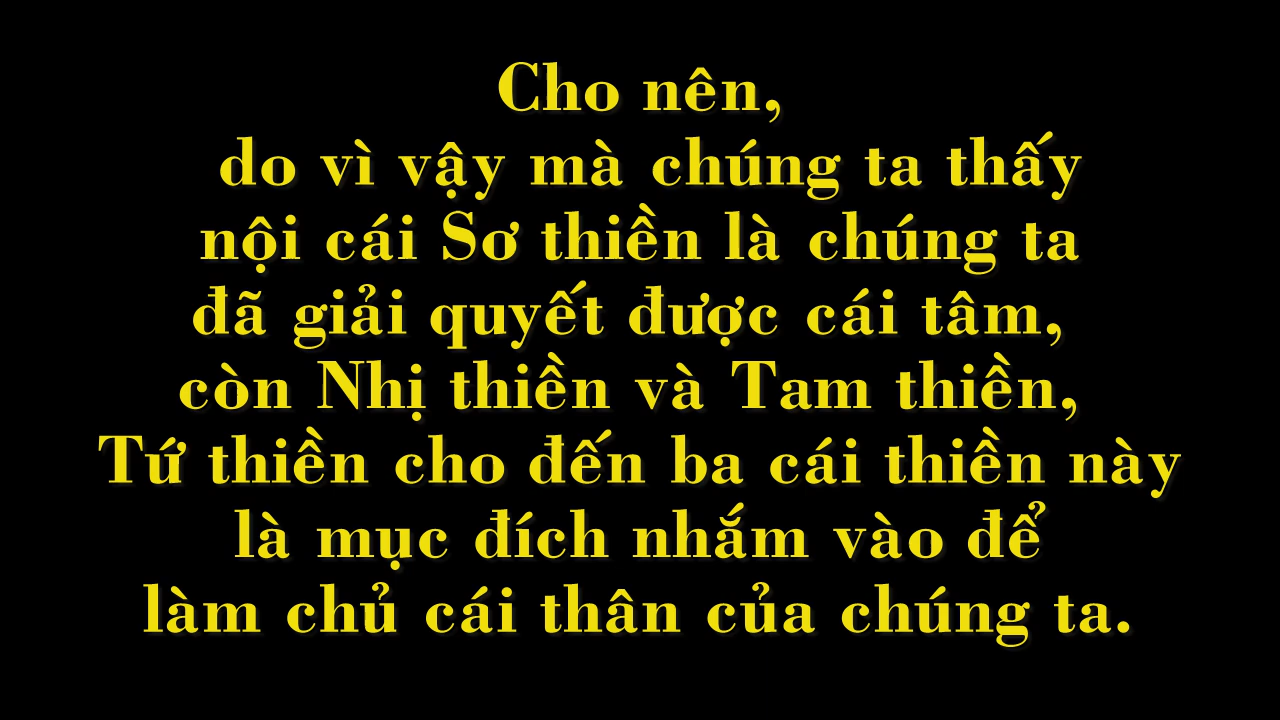 Cho nên,
do vì vậy mà chúng ta thấy
nội cái Sơ thiền là chúng ta
đã giải quyết được cái tâm,
còn Nhị thiền và Tam thiền,
Tứ thiền cho đến ba cái thiền này
là mục đích nhắm vào để
làm chủ cái thân của chúng ta.